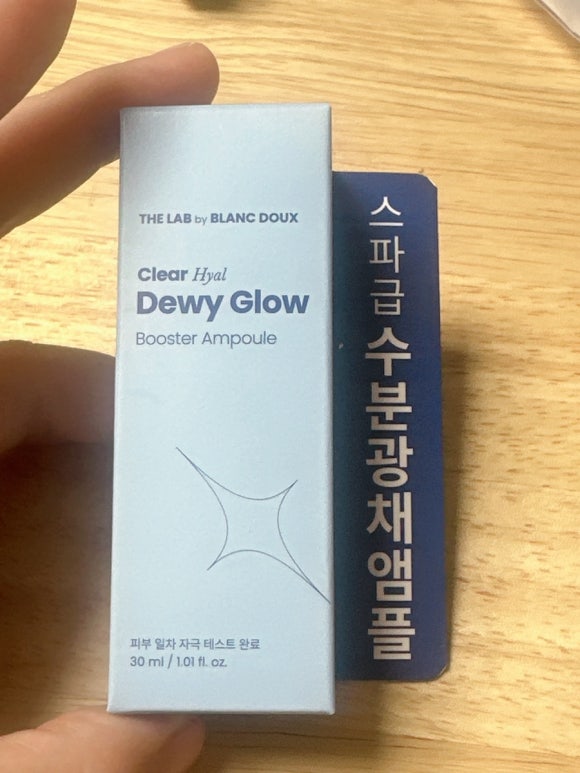 THE LAB by BLANC DOUX
Clear Hyal
Dewy Glow
Booster Ampoule
피부 일차 자극 테스트 완료
30 ml / 1.01 fl. oz.
스파급 수분광채앰플